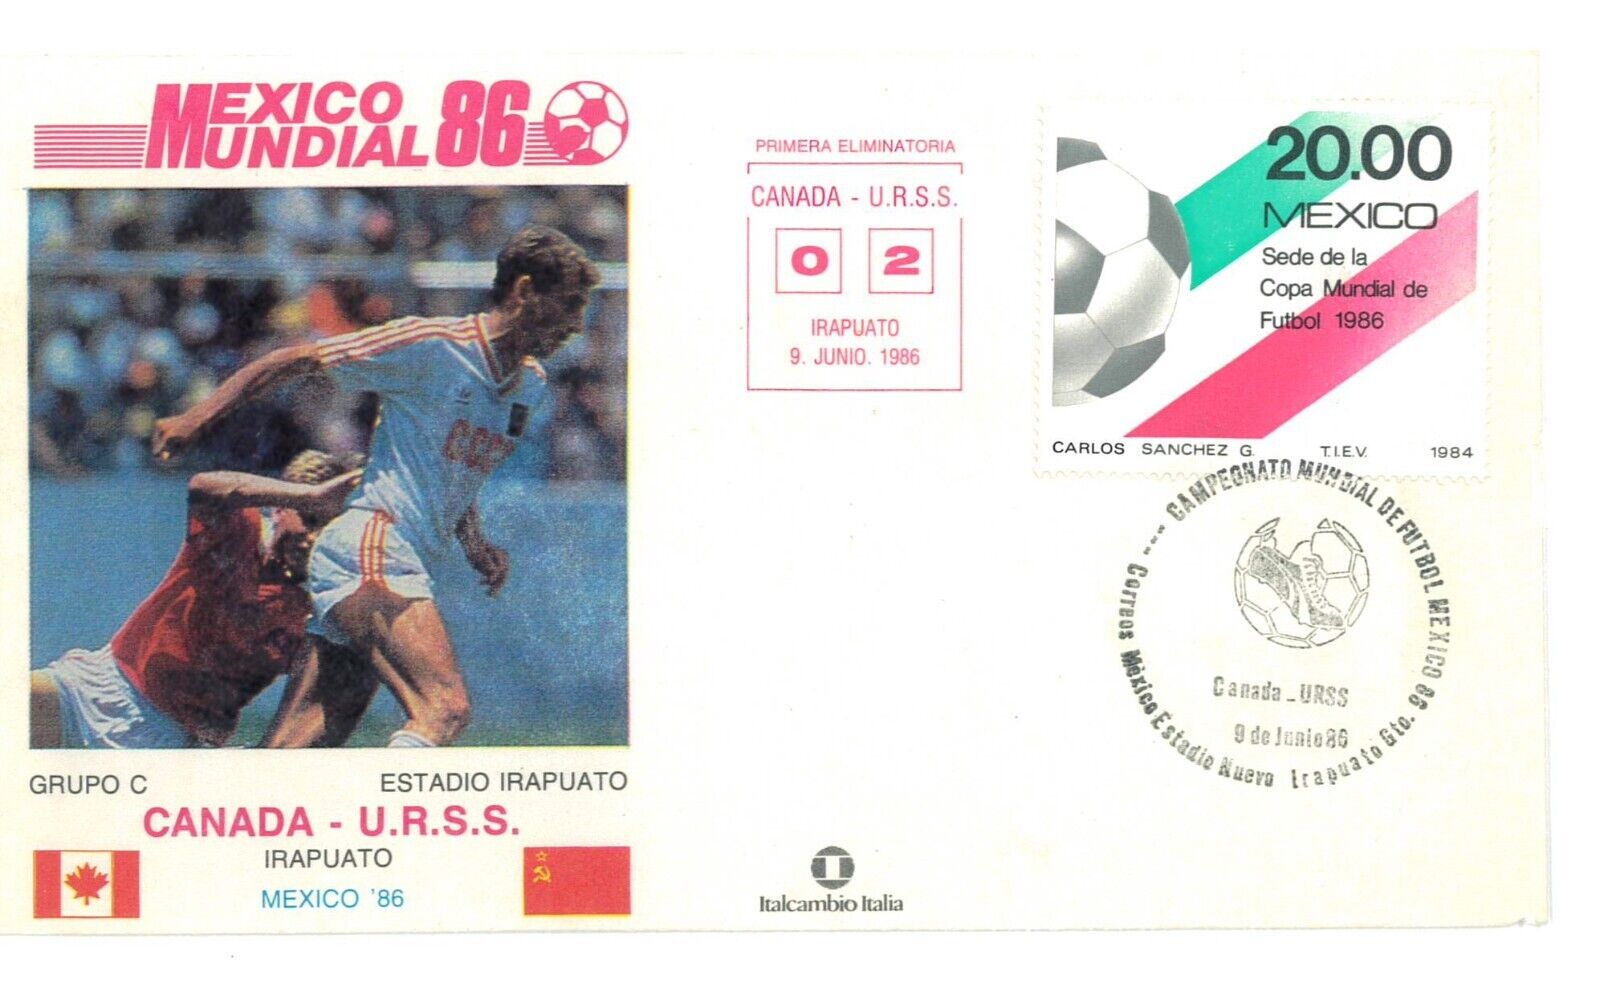 MEXICO
MUNDIAL 86
CCCP
GRUPO C
ESTADIO IRAPUATO
CANADA - U.R.S.S.
IRAPUATO
MEXICO '86
PRIMERA ELIMINATORIA
CANADA - U.R.S.S.
0 2
IRAPUATO
9. JUNIO. 1986
Italcambio Italia
20.00
MEXICO
Sede de la
Copa Mundial de
Futbol 1986
CARLOS SANCHEZ G. T.I.E.V. 1984
CAMPEONATO MUNDIAL DE FUTBOL MEXICO 86
Canada _ URSS
9 de Junio 86
Correos México Estadio Nuevo Irapuato Gto.